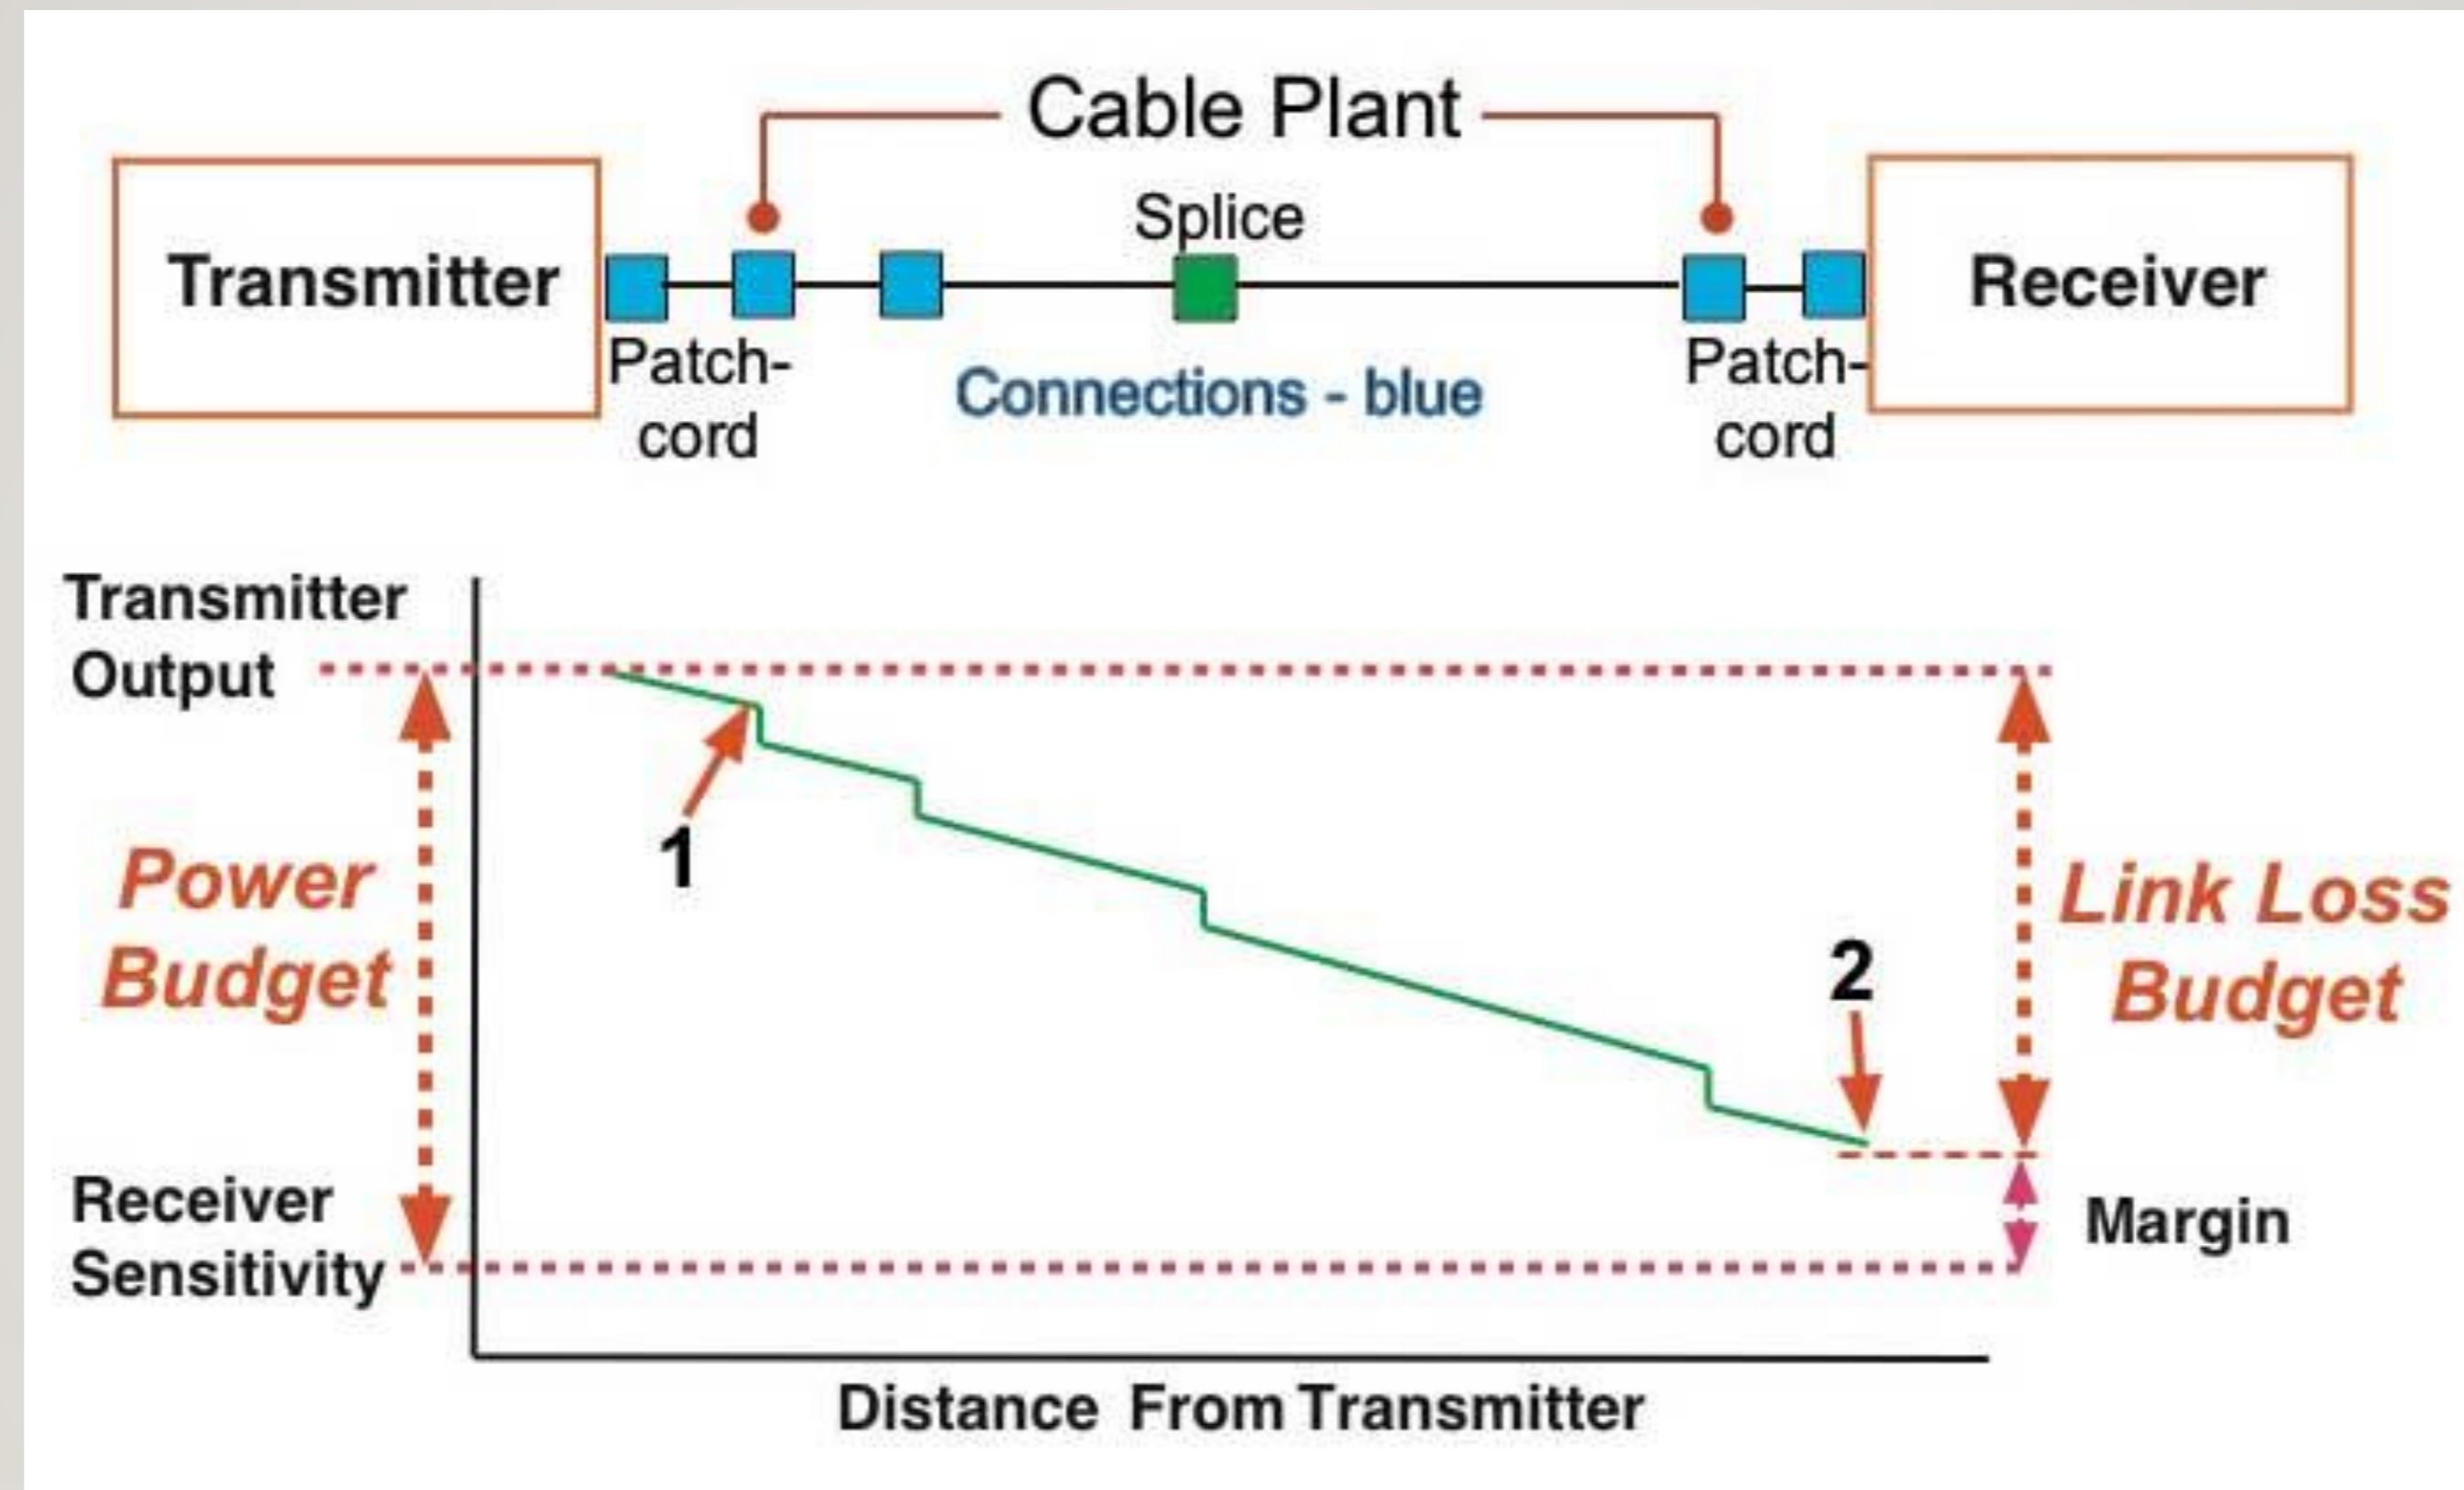 Cable Plant
Splice
Transmitter
Receiver
Patch-
cord
Connections - blue
Patch-
cord
Transmitter
Output
1
Power
Budget
2
Link Loss
Budget
Receiver
Sensitivity
Margin
Distance From Transmitter